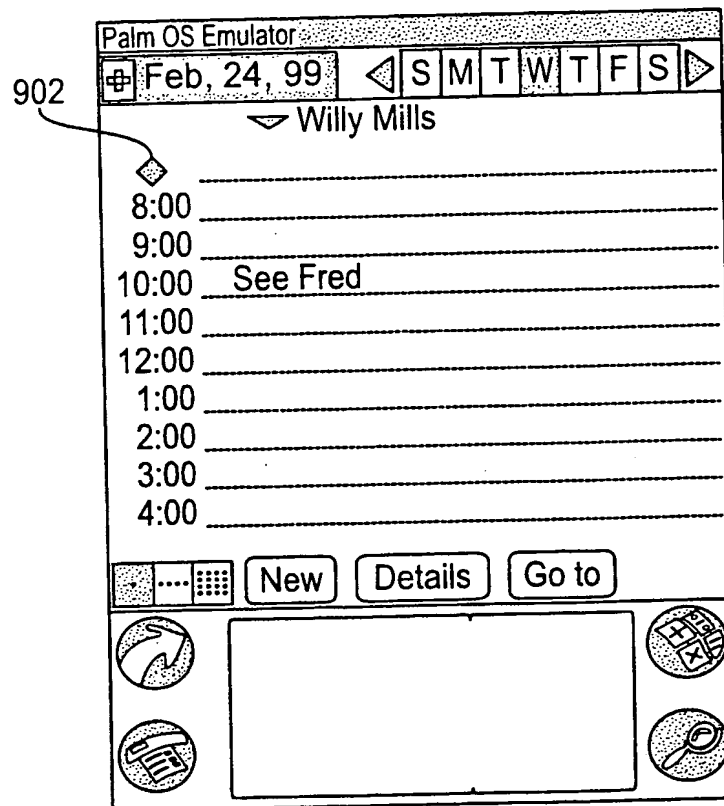 Palm OS Emulator
Feb, 24, 99 S M T W T F S
902
Willy Mills
8:00
9:00
10:00 See Fred
11:00
12:00
1:00
2:00
3:00
4:00
New Details Go to